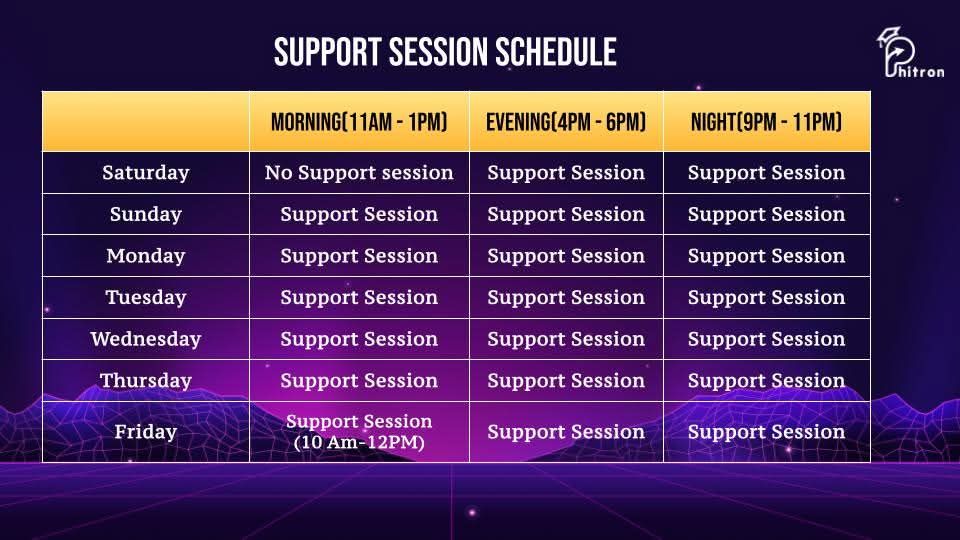 SUPPORT SESSION SCHEDULE
Phitron
MORNING(11AM - 1PM) EVENING(4PM - 6PM) NIGHT(9PM - 11PM)
Saturday No Support session Support Session Support Session
Sunday Support Session Support Session Support Session
Monday Support Session Support Session Support Session
Tuesday Support Session Support Session Support Session
Wednesday Support Session Support Session Support Session
Thursday Support Session Support Session Support Session
Friday Support Session (10 Am-12PM) Support Session Support Session